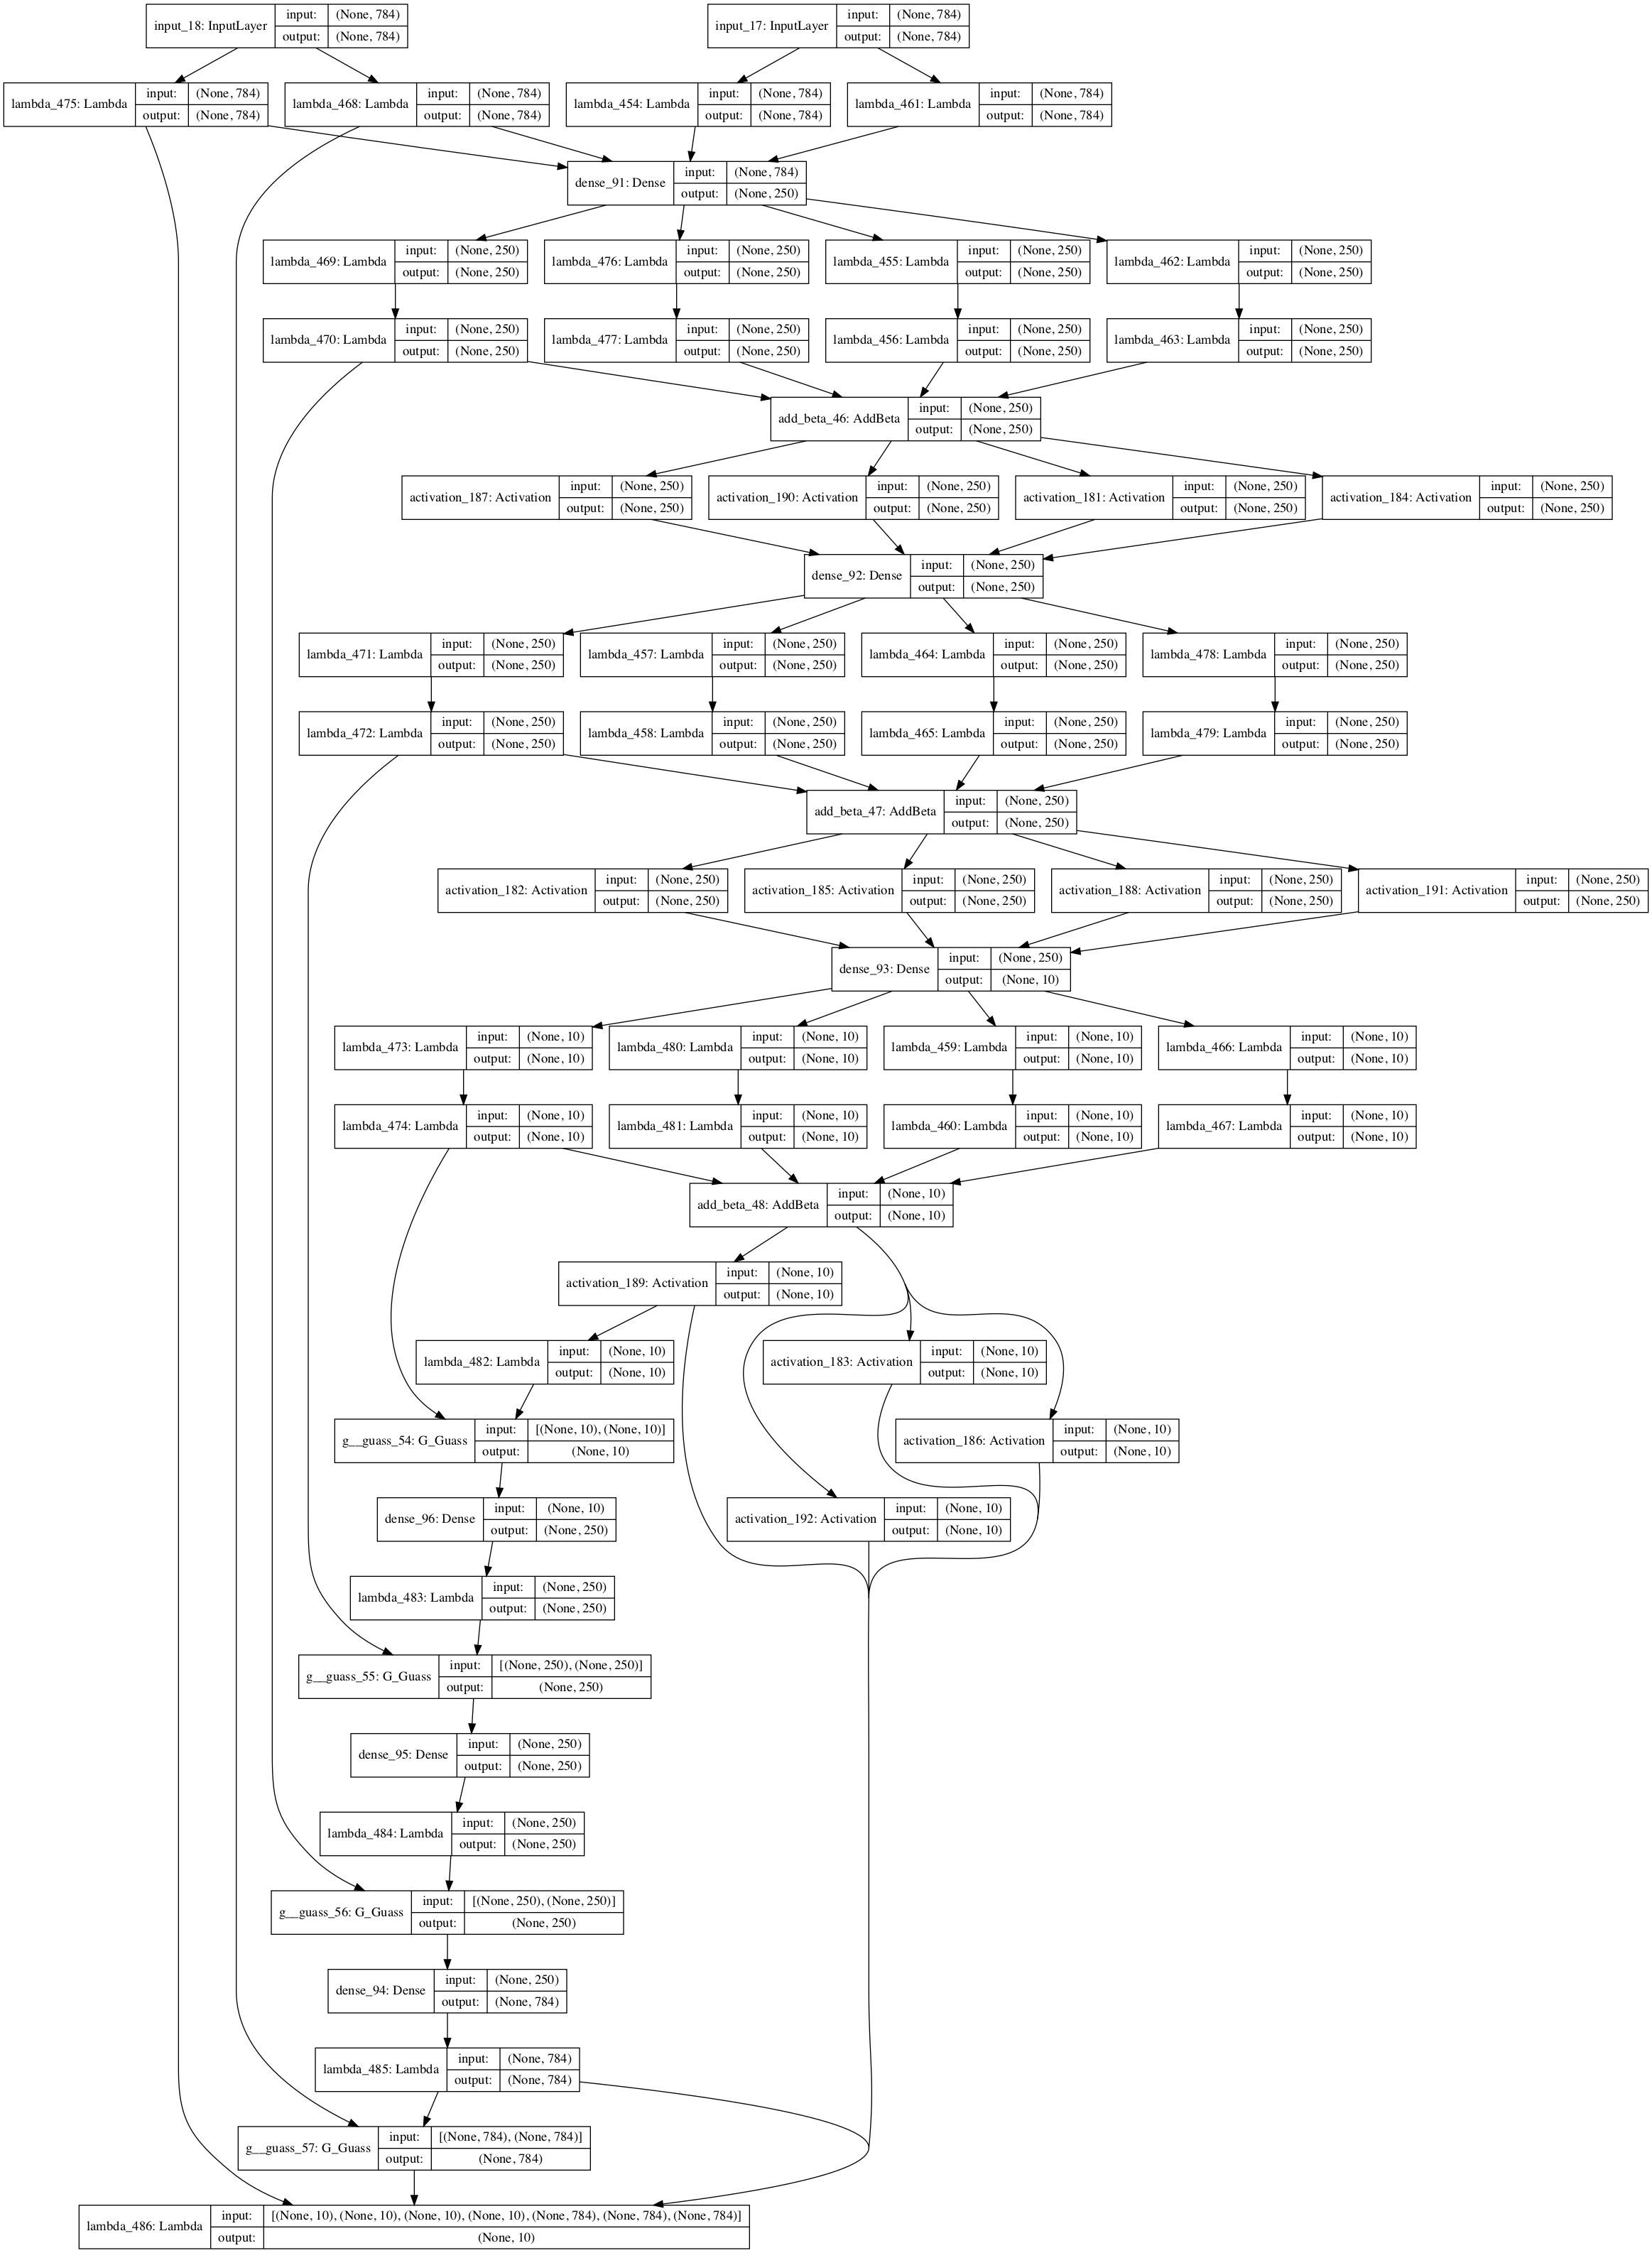 input_18: InputLayer input: (None, 784) output: (None, 784)
input_17: InputLayer input: (None, 784) output: (None, 784)
lambda_475: Lambda input: (None, 784) output: (None, 784)
lambda_468: Lambda input: (None, 784) output: (None, 784)
lambda_454: Lambda input: (None, 784) output: (None, 784)
lambda_461: Lambda input: (None, 784) output: (None, 784)
dense_91: Dense input: (None, 784) output: (None, 250)
lambda_469: Lambda input: (None, 250) output: (None, 250)
lambda_476: Lambda input: (None, 250) output: (None, 250)
lambda_455: Lambda input: (None, 250) output: (None, 250)
lambda_462: Lambda input: (None, 250) output: (None, 250)
lambda_470: Lambda input: (None, 250) output: (None, 250)
lambda_477: Lambda input: (None, 250) output: (None, 250)
lambda_456: Lambda input: (None, 250) output: (None, 250)
lambda_463: Lambda input: (None, 250) output: (None, 250)
add_beta_46: AddBeta input: (None, 250) output: (None, 250)
activation_187: Activation input: (None, 250) output: (None, 250)
activation_190: Activation input: (None, 250) output: (None, 250)
activation_181: Activation input: (None, 250) output: (None, 250)
activation_184: Activation input: (None, 250) output: (None, 250)
dense_92: Dense input: (None, 250) output: (None, 250)
lambda_471: Lambda input: (None, 250) output: (None, 250)
lambda_457: Lambda input: (None, 250) output: (None, 250)
lambda_464: Lambda input: (None, 250) output: (None, 250)
lambda_478: Lambda input: (None, 250) output: (None, 250)
lambda_472: Lambda input: (None, 250) output: (None, 250)
lambda_458: Lambda input: (None, 250) output: (None, 250)
lambda_465: Lambda input: (None, 250) output: (None, 250)
lambda_479: Lambda input: (None, 250) output: (None, 250)
add_beta_47: AddBeta input: (None, 250) output: (None, 250)
activation_182: Activation input: (None, 250) output: (None, 250)
activation_185: Activation input: (None, 250) output: (None, 250)
activation_188: Activation input: (None, 250) output: (None, 250)
activation_191: Activation input: (None, 250) output: (None, 250)
dense_93: Dense input: (None, 250) output: (None, 10)
lambda_473: Lambda input: (None, 10) output: (None, 10)
lambda_480: Lambda input: (None, 10) output: (None, 10)
lambda_459: Lambda input: (None, 10) output: (None, 10)
lambda_466: Lambda input: (None, 10) output: (None, 10)
lambda_474: Lambda input: (None, 10) output: (None, 10)
lambda_481: Lambda input: (None, 10) output: (None, 10)
lambda_460: Lambda input: (None, 10) output: (None, 10)
lambda_467: Lambda input: (None, 10) output: (None, 10)
add_beta_48: AddBeta input: (None, 10) output: (None, 10)
activation_189: Activation input: (None, 10) output: (None, 10)
lambda_482: Lambda input: (None, 10) output: (None, 10)
activation_183: Activation input: (None, 10) output: (None, 10)
g__guass_54: G_Guass input: [(None, 10), (None, 10)] output: (None, 10)
activation_186: Activation input: (None, 10) output: (None, 10)
dense_96: Dense input: (None, 10) output: (None, 250)
activation_192: Activation input: (None, 10) output: (None, 10)
lambda_483: Lambda input: (None, 250) output: (None, 250)
g__guass_55: G_Guass input: [(None, 250), (None, 250)] output: (None, 250)
dense_95: Dense input: (None, 250) output: (None, 250)
lambda_484: Lambda input: (None, 250) output: (None, 250)
g__guass_56: G_Guass input: [(None, 250), (None, 250)] output: (None, 250)
dense_94: Dense input: (None, 250) output: (None, 784)
lambda_485: Lambda input: (None, 784) output: (None, 784)
g__guass_57: G_Guass input: [(None, 784), (None, 784)] output: (None, 784)
lambda_486: Lambda input: [(None, 10), (None, 10), (None, 10), (None, 10), (None, 784), (None, 784), (None, 784)] output: (None, 10)